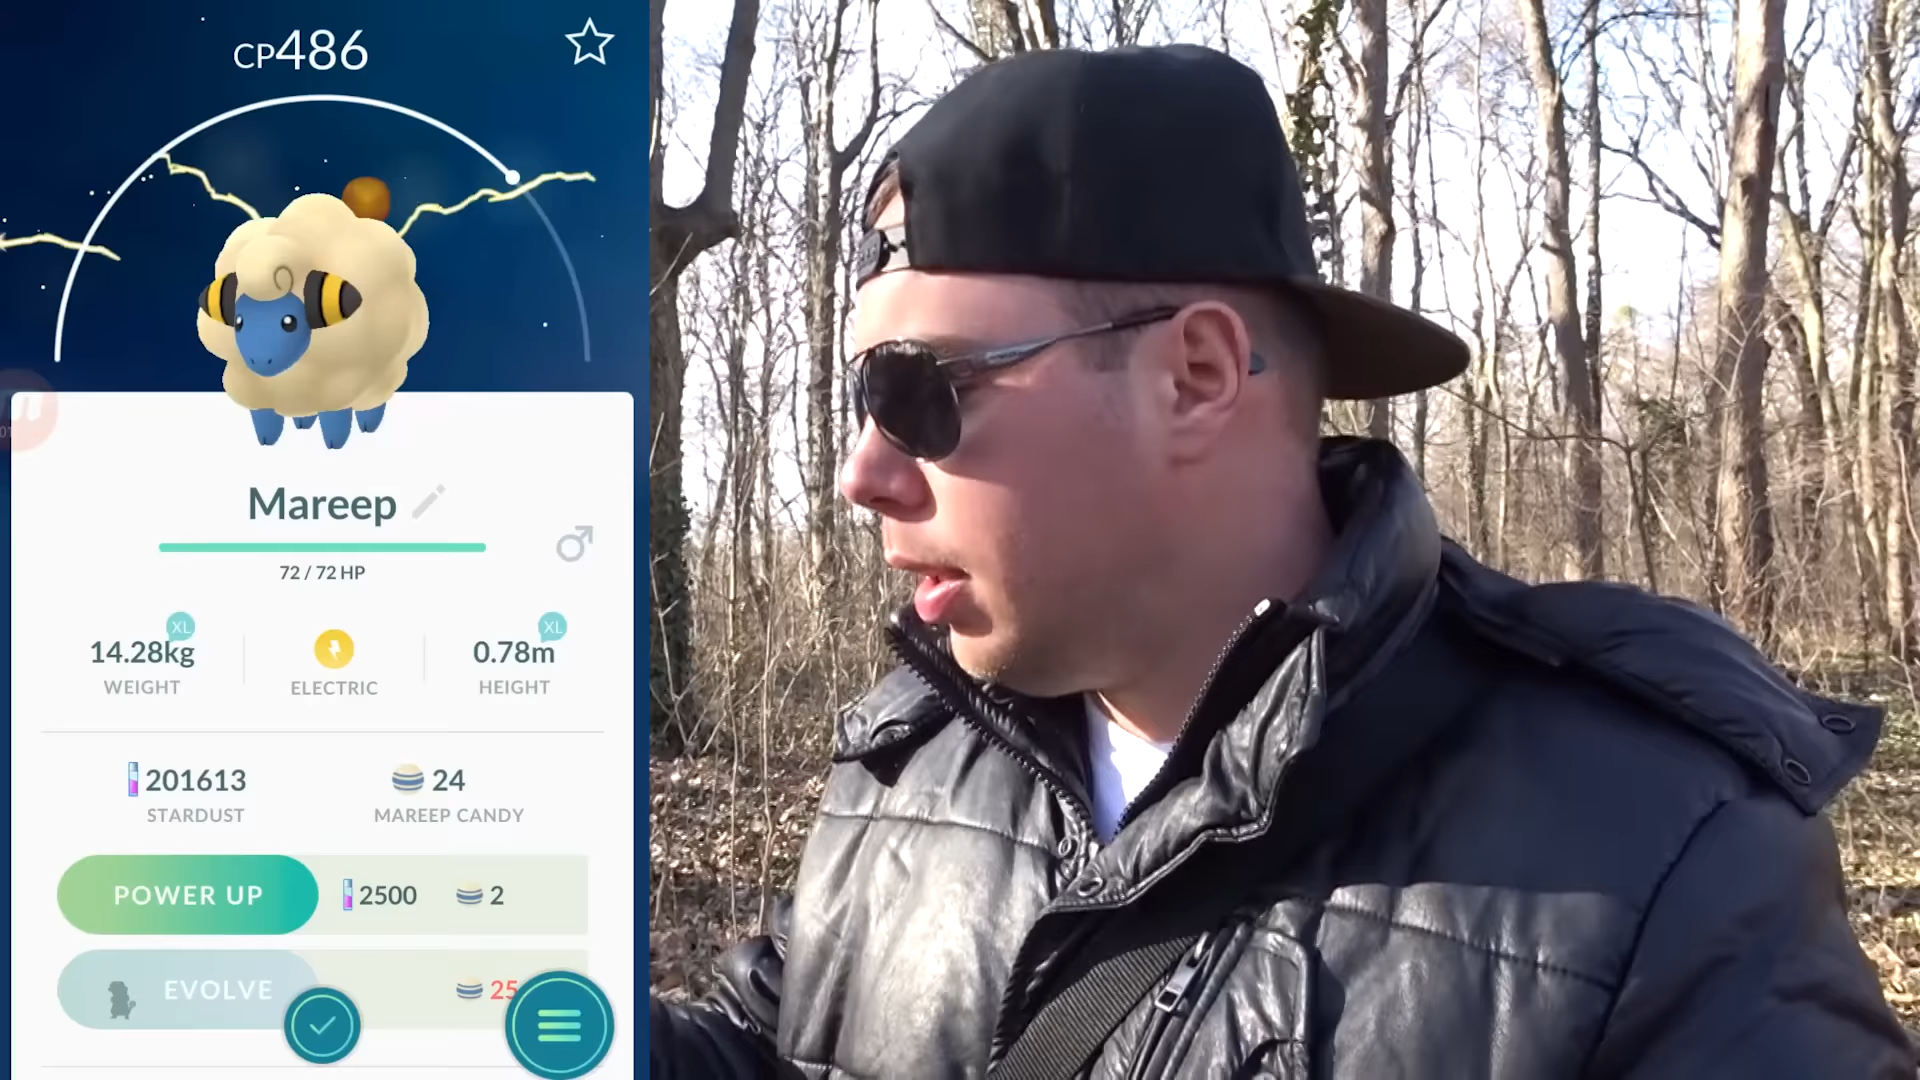 CP486
Mareep
72 / 72 HP
XL
XL
14.28kg
WEIGHT
ELECTRIC
0.78m
HEIGHT
201613
STARDUST
24
MAREEP CANDY
POWER UP
2500
2
EVOLVE
25